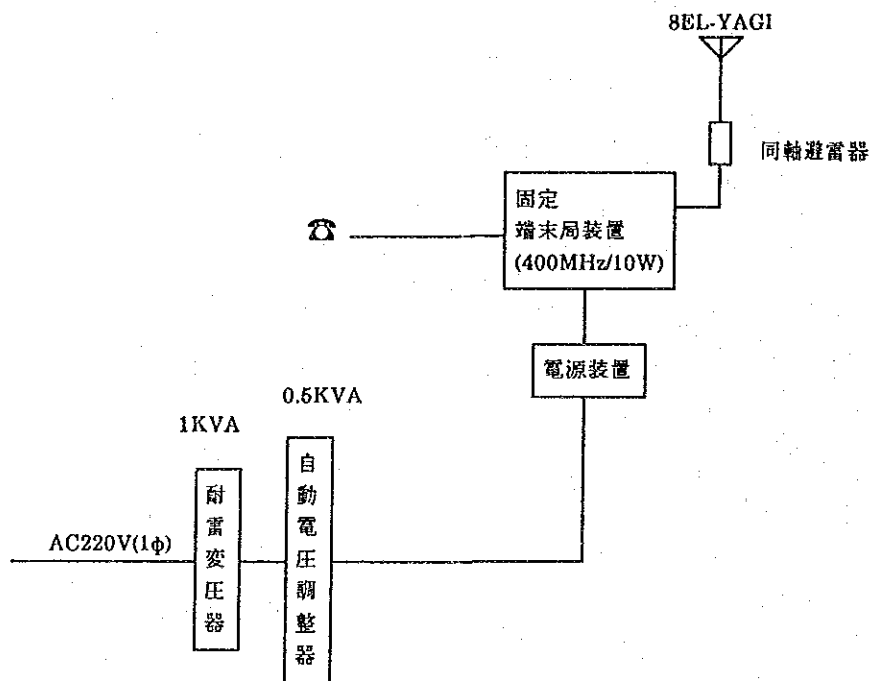 8EL-YAGI
同軸避雷器
固定
端末局装置
(400MHz/10W)
電源装置
0.5KVA
1KVA
自動電圧調整器
耐雷変圧器
AC220V(1φ)